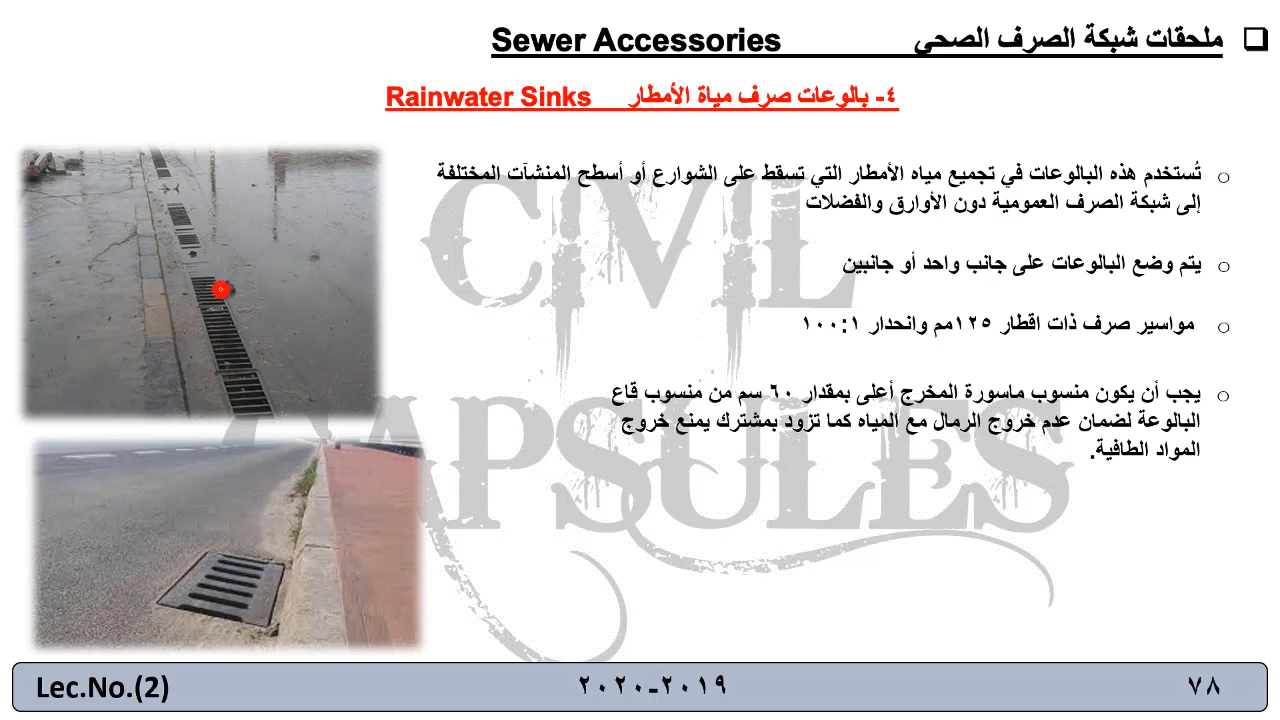 ❑ ملحقات شبكة الصرف الصحي Sewer Accessories
٤- بالوعات صرف مياة الأمطار Rainwater Sinks
o تُستخدم هذه البالوعات في تجميع مياه الأمطار التي تسقط على الشوارع أو أسطح المنشآت المختلفة
إلى شبكة الصرف العمومية دون الأوارق والفضلات
o يتم وضع البالوعات على جانب واحد أو جانبين
o مواسير صرف ذات اقطار ١٢٥مم وانحدار ١٠٠:١
o يجب أن يكون منسوب ماسورة المخرج أعلى بمقدار ٦٠ سم من منسوب قاع
البالوعة لضمان عدم خروج الرمال مع المياه كما تزود بمشترك يمنع خروج
المواد الطافية.
CIVIL
CAPSULES
Lec.No.(2)
٢٠١٩-٢٠٢٠
٧٨